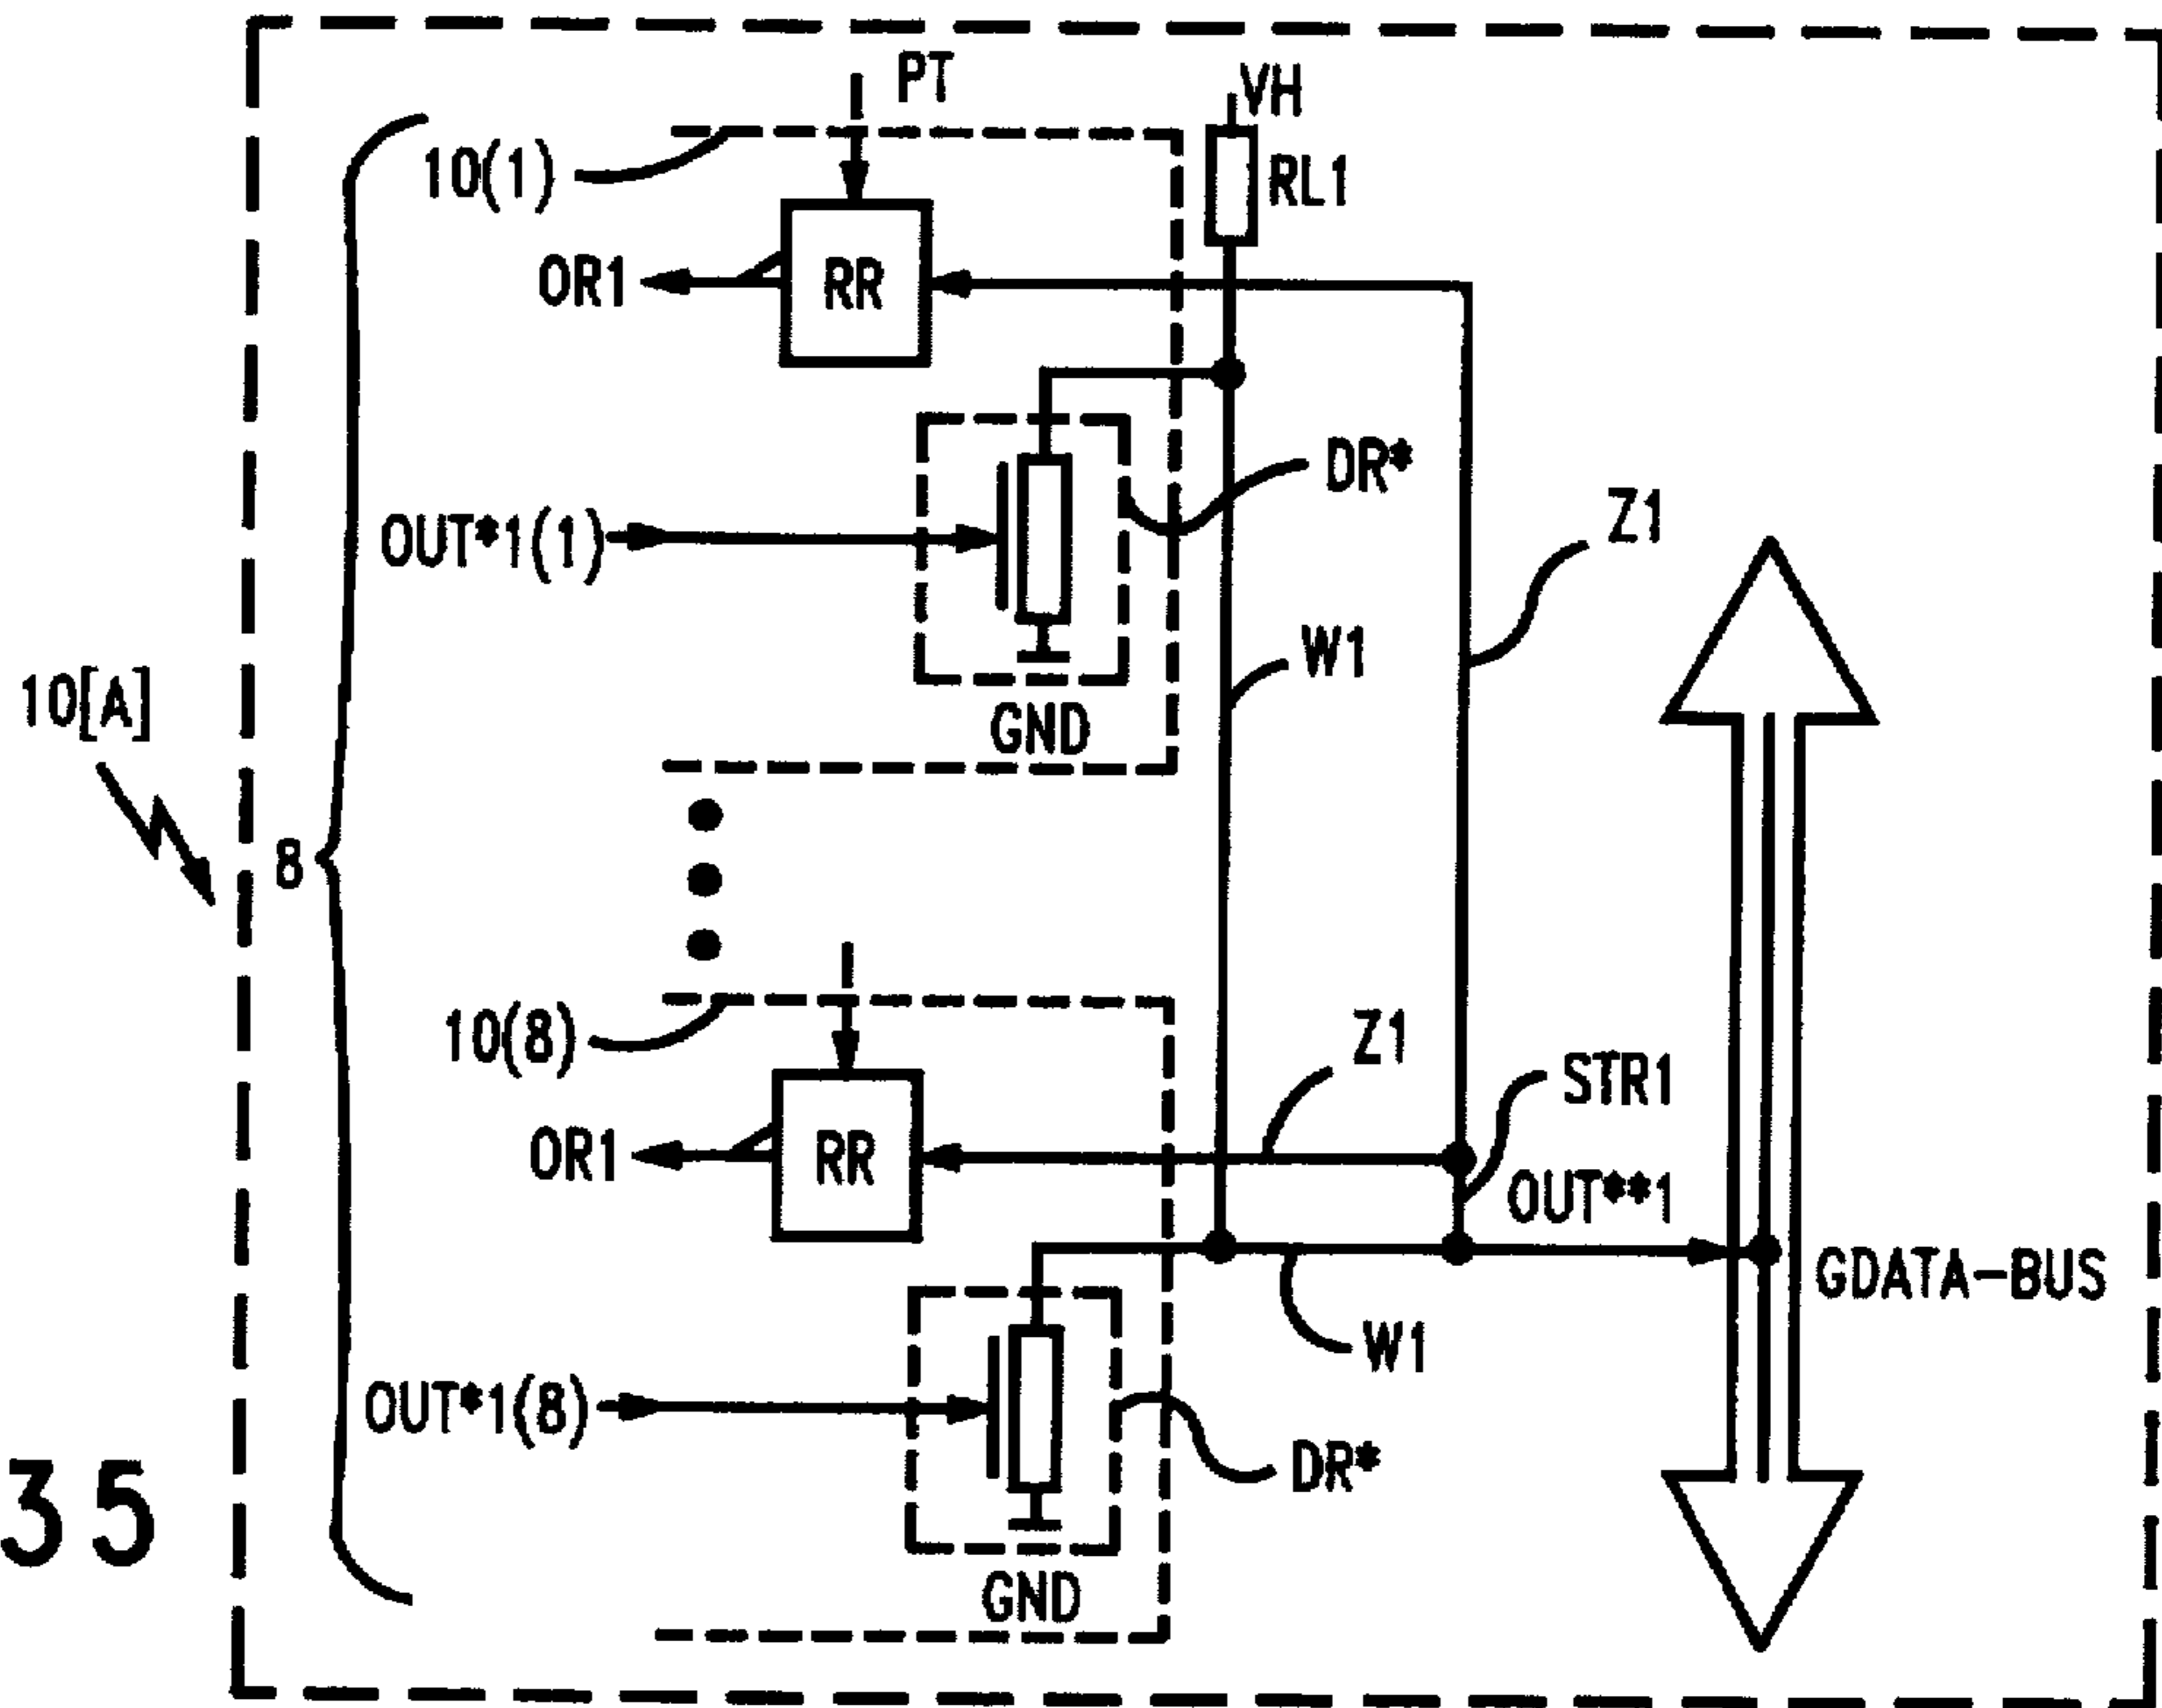 PT
VH
10(1)
RL1
OR1
RR
DR*
Z1
OUT*1(1)
W1
10[A]
GND
8
10(8)
Z1
STR1
OR1
RR
OUT**1
GDATA-BUS
W1
OUT*1(8)
DR*
35
GND